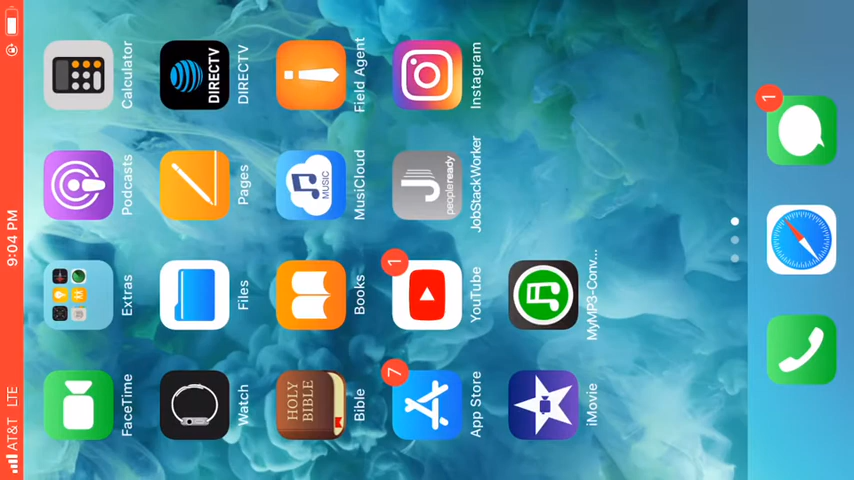 AT&T LTE 9:04 PM
FaceTime Extras Podcasts Calculator
DIRECTV
Watch Files Pages DIRECTV
HOLY
BIBLE
MUSIC
Bible Books MusiCloud Field Agent
7 1
J
peopleready
App Store YouTube JobStackWorker Instagram
iMovie MyMP3-Conv...
1